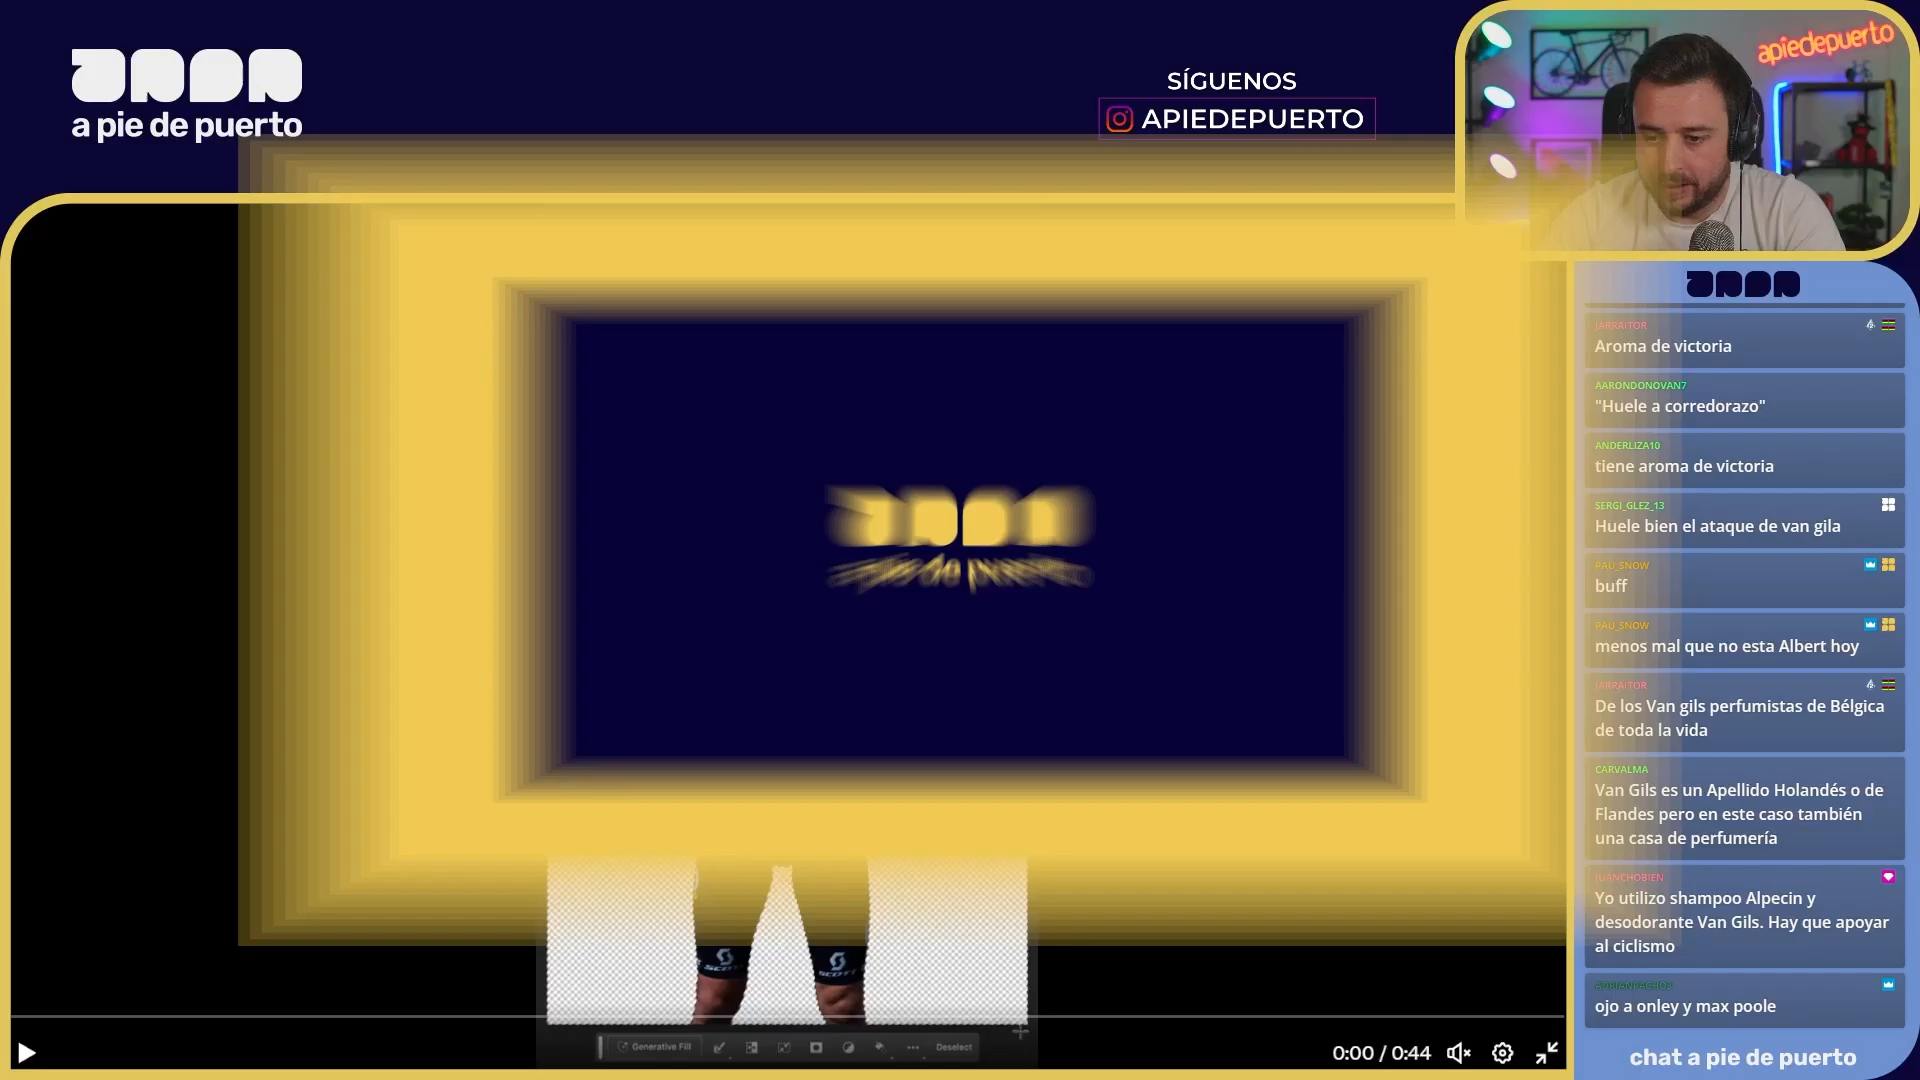 a pie de puerto
SÍGUENOS
APIEDEPUERTO
apiedepuerto
JARRAITOR
Aroma de victoria
AARONDONOVAN7
"Huele a corredorazo"
ANDERLIZA10
tiene aroma de victoria
SERGI_GLEZ_13
Huele bien el ataque de van gila
PAU_SNOW
buff
PAU_SNOW
menos mal que no esta Albert hoy
JARRAITOR
De los Van gils perfumistas de Bélgica
de toda la vida
CARVALMA
Van Gils es un Apellido Holandés o de
Flandes pero en este caso también
una casa de perfumería
JUANCHOBIEN
Yo utilizo shampoo Alpecin y
desodorante Van Gils. Hay que apoyar
al ciclismo
ojo a onley y max poole
chat a pie de puerto
SCOTT
Generative Fill
Deselect
0:00 / 0:44